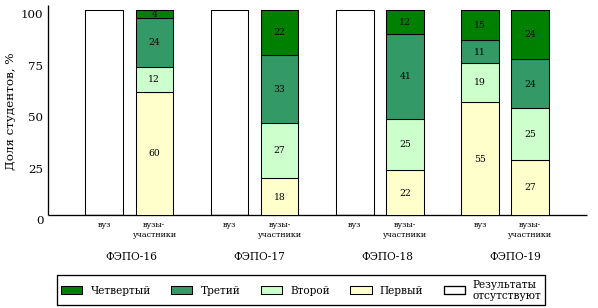 Доля студентов, %
100
75
50
25
0
4
24
12
60
22
33
27
18
12
41
25
22
15
11
19
55
24
24
25
27
вуз
вузы-
участники
вуз
вузы-
участники
вуз
вузы-
участники
вуз
вузы-
участники
ФЭПО-16 ФЭПО-17 ФЭПО-18 ФЭПО-19
Четвертый Третий Второй Первый Результаты
отсутствуют